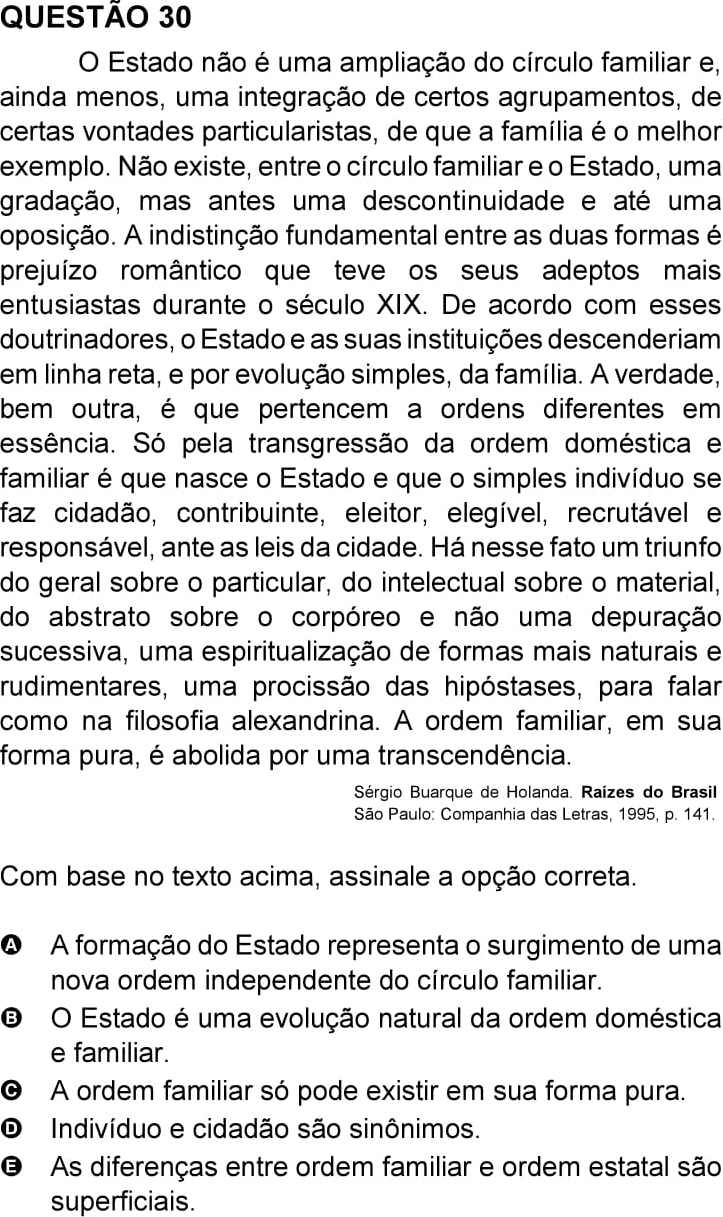 QUESTÃO 30
O Estado não é uma ampliação do círculo familiar e,
ainda menos, uma integração de certos agrupamentos, de
certas vontades particularistas, de que a família é o melhor
exemplo. Não existe, entre o círculo familiar e o Estado, uma
gradação, mas antes uma descontinuidade e até uma
oposição. A indistinção fundamental entre as duas formas é
prejuízo romântico que teve os seus adeptos mais
entusiastas durante o século XIX. De acordo com esses
doutrinadores, o Estado e as suas instituições descenderiam
em linha reta, e por evolução simples, da família. A verdade,
bem outra, é que pertencem a ordens diferentes em
essência. Só pela transgressão da ordem doméstica e
familiar é que nasce o Estado e que o simples indivíduo se
faz cidadão, contribuinte, eleitor, elegível, recrutável e
responsável, ante as leis da cidade. Há nesse fato um triunfo
do geral sobre o particular, do intelectual sobre o material,
do abstrato sobre o corpóreo e não uma depuração
sucessiva, uma espiritualização de formas mais naturais e
rudimentares, uma procissão das hipóstases, para falar
como na filosofia alexandrina. A ordem familiar, em sua
forma pura, é abolida por uma transcendência.
Sérgio Buarque de Holanda. Raízes do Brasil
São Paulo: Companhia das Letras, 1995, p. 141.
Com base no texto acima, assinale a opção correta.
A A formação do Estado representa o surgimento de uma
nova ordem independente do círculo familiar.
B O Estado é uma evolução natural da ordem doméstica
e familiar.
C A ordem familiar só pode existir em sua forma pura.
D Indivíduo e cidadão são sinônimos.
E As diferenças entre ordem familiar e ordem estatal são
superficiais.